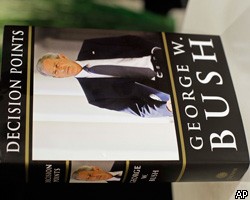 DECISION POINTS
GEORGE W.
BUSH
DECISION
POINTS
GEORGE
W.
BUSH
AP